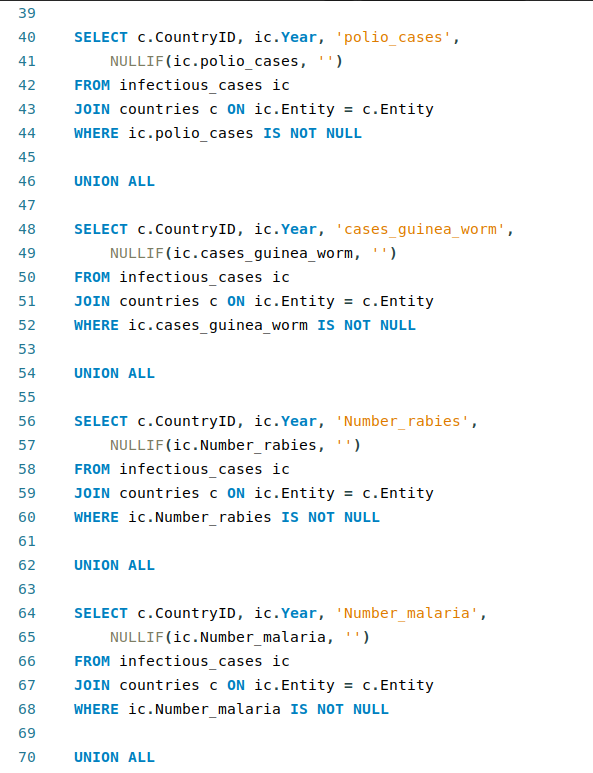 39
40 SELECT c.CountryID, ic.Year, 'polio_cases',
41 NULLIF(ic.polio_cases, '')
42 FROM infectious_cases ic
43 JOIN countries c ON ic.Entity = c.Entity
44 WHERE ic.polio_cases IS NOT NULL
45
46 UNION ALL
47
48 SELECT c.CountryID, ic.Year, 'cases_guinea_worm',
49 NULLIF(ic.cases_guinea_worm, '')
50 FROM infectious_cases ic
51 JOIN countries c ON ic.Entity = c.Entity
52 WHERE ic.cases_guinea_worm IS NOT NULL
53
54 UNION ALL
55
56 SELECT c.CountryID, ic.Year, 'Number_rabies',
57 NULLIF(ic.Number_rabies, '')
58 FROM infectious_cases ic
59 JOIN countries c ON ic.Entity = c.Entity
60 WHERE ic.Number_rabies IS NOT NULL
61
62 UNION ALL
63
64 SELECT c.CountryID, ic.Year, 'Number_malaria',
65 NULLIF(ic.Number_malaria, '')
66 FROM infectious_cases ic
67 JOIN countries c ON ic.Entity = c.Entity
68 WHERE ic.Number_malaria IS NOT NULL
69
70 UNION ALL